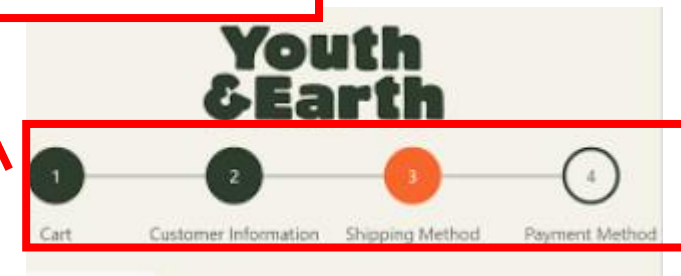 Youth
&Earth
1 2 3 4
Cart Customer Information Shipping Method Payment Method